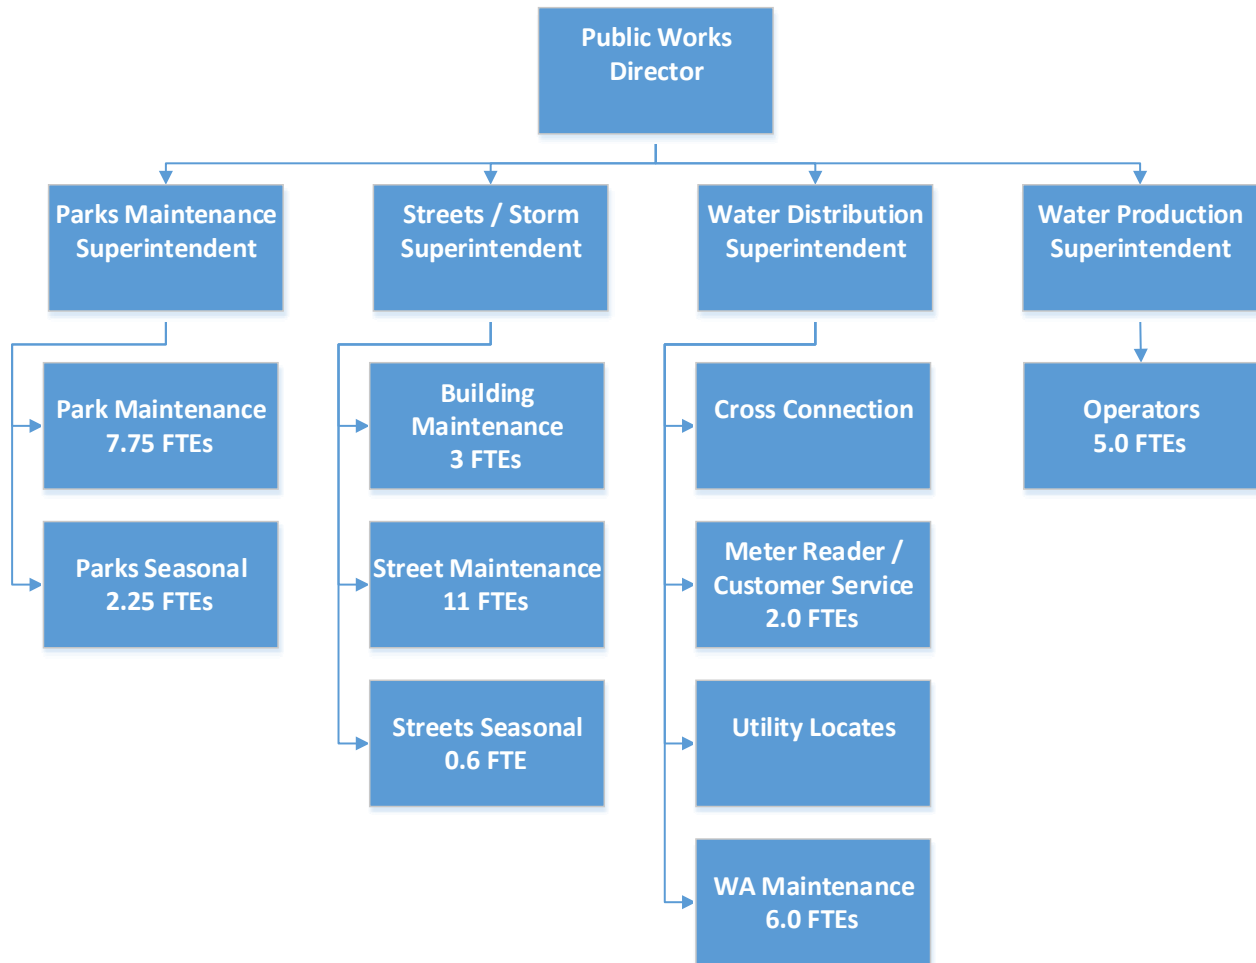 Public Works
Director
Parks Maintenance
Superintendent
Streets / Storm
Superintendent
Water Distribution
Superintendent
Water Production
Superintendent
Park Maintenance
7.75 FTEs
Building
Maintenance
3 FTEs
Cross Connection
Operators
5.0 FTEs
Parks Seasonal
2.25 FTEs
Street Maintenance
11 FTEs
Meter Reader /
Customer Service
2.0 FTEs
Streets Seasonal
0.6 FTE
Utility Locates
WA Maintenance
6.0 FTEs